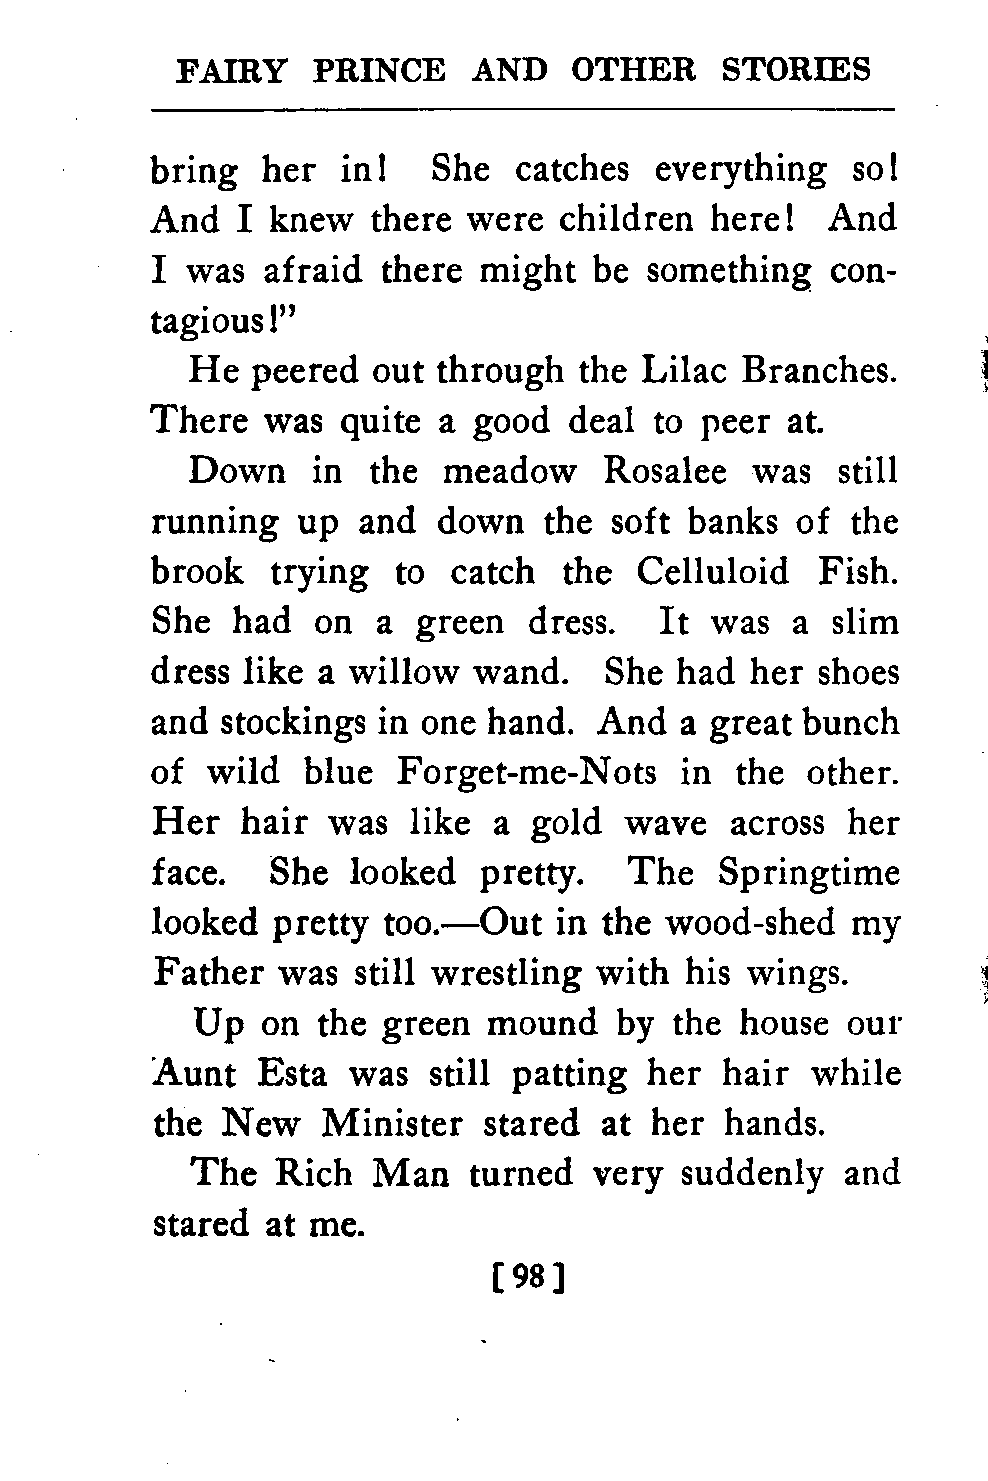 FAIRY PRINCE AND OTHER STORIES
bring her in! She catches everything so!
And I knew there were children here! And
I was afraid there might be something con-
tagious!"
He peered out through the Lilac Branches.
There was quite a good deal to peer at.
Down in the meadow Rosalee was still
running up and down the soft banks of the
brook trying to catch the Celluloid Fish.
She had on a green dress. It was a slim
dress like a willow wand. She had her shoes
and stockings in one hand. And a great bunch
of wild blue Forget-me-Nots in the other.
Her hair was like a gold wave across her
face. She looked pretty. The Springtime
looked pretty too.—Out in the wood-shed my
Father was still wrestling with his wings.
Up on the green mound by the house our
Aunt Esta was still patting her hair while
the New Minister stared at her hands.
The Rich Man turned very suddenly and
stared at me.
[98]